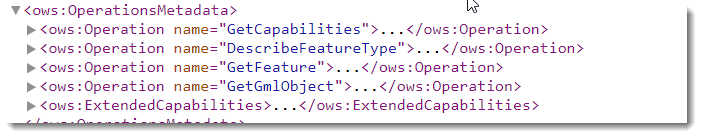 ▼<ows:OperationsMetadata>
▶<ows:Operation name="GetCapabilities">...</ows:Operation>
▶<ows:Operation name="DescribeFeatureType">...</ows:Operation>
▶<ows:Operation name="GetFeature">...</ows:Operation>
▶<ows:Operation name="GetGmlObject">...</ows:Operation>
▶<ows:ExtendedCapabilities>...</ows:ExtendedCapabilities>
</ows:OperationsMetadata>